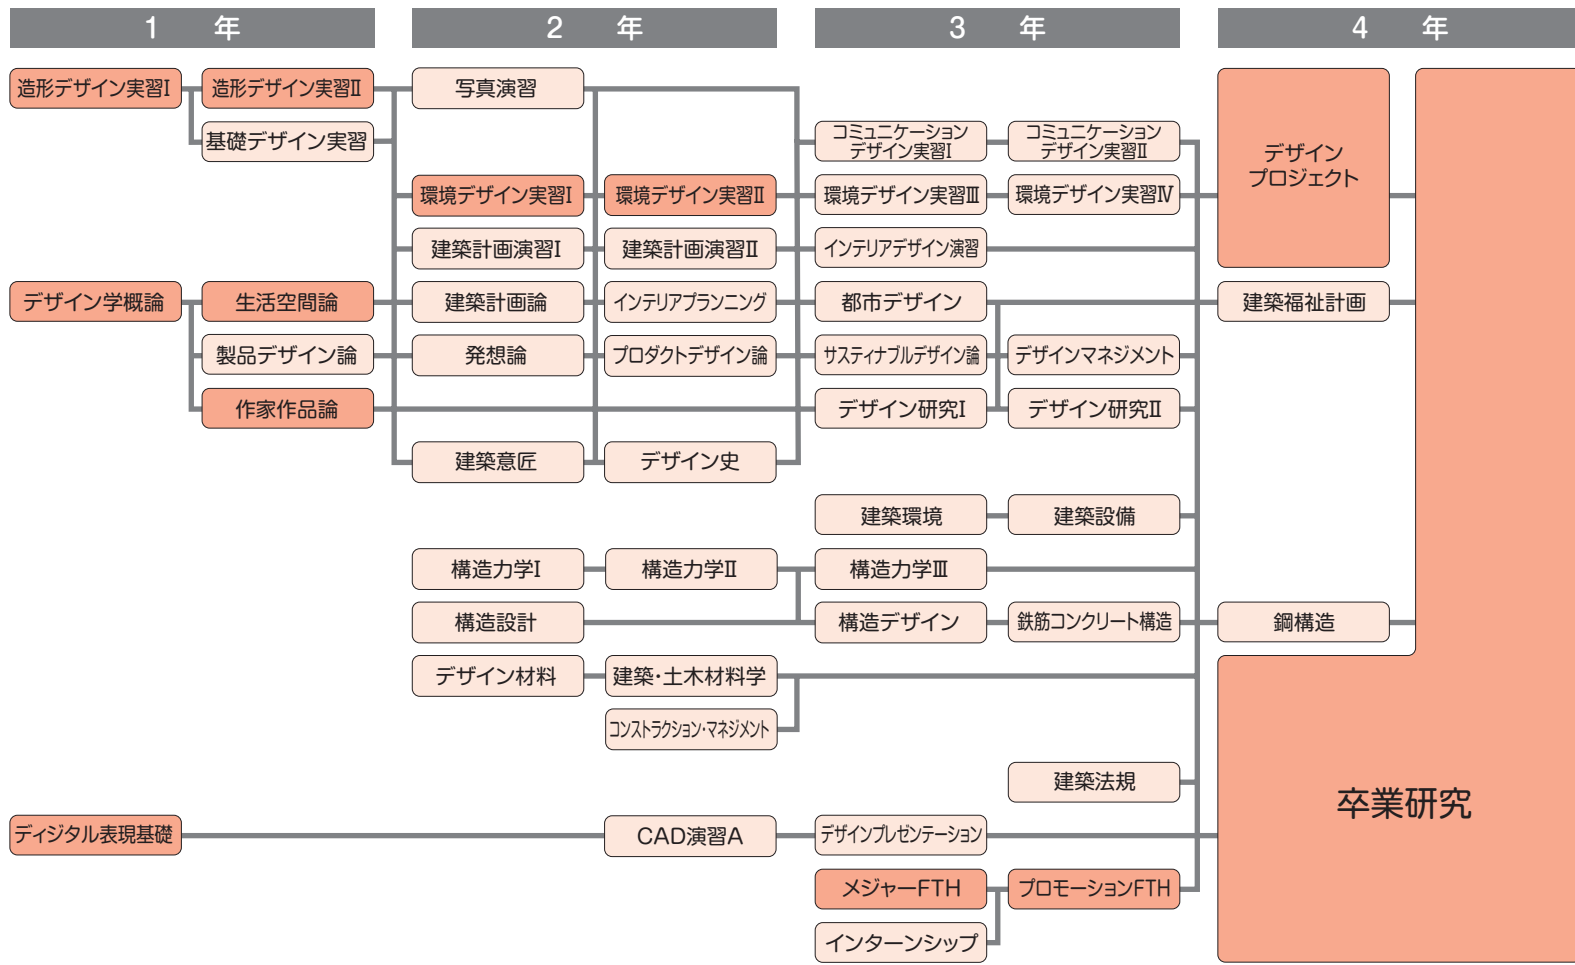 1 年
2 年
3 年
4 年
造形デザイン実習Ⅰ
造形デザイン実習Ⅱ
写真演習
基礎デザイン実習
コミュニケーション
デザイン実習Ⅰ
コミュニケーション
デザイン実習Ⅱ
デザイン
プロジェクト
環境デザイン実習Ⅰ
環境デザイン実習Ⅱ
環境デザイン実習Ⅲ
環境デザイン実習Ⅳ
建築計画演習Ⅰ
建築計画演習Ⅱ
インテリアデザイン演習
デザイン学概論
生活空間論
建築計画論
インテリアプランニング
都市デザイン
建築福祉計画
製品デザイン論
発想論
プロダクトデザイン論
サスティナブルデザイン論
デザインマネジメント
作家作品論
デザイン研究Ⅰ
デザイン研究Ⅱ
建築意匠
デザイン史
建築環境
建築設備
構造力学Ⅰ
構造力学Ⅱ
構造力学Ⅲ
構造設計
構造デザイン
鉄筋コンクリート構造
鋼構造
デザイン材料
建築・土木材料学
コンストラクション・マネジメント
建築法規
卒業研究
ディジタル表現基礎
CAD演習A
デザインプレゼンテーション
メジャーFTH
プロモーションFTH
インターンシップ